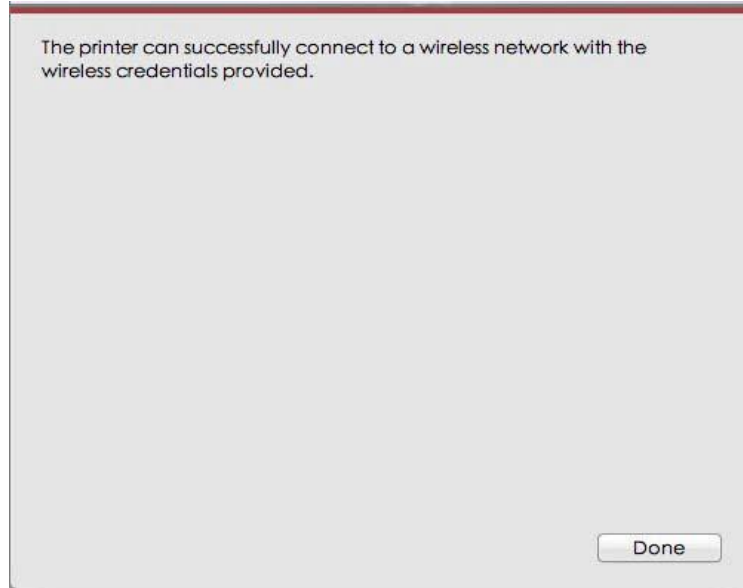 The printer can successfully connect to a wireless network with the
wireless credentials provided.
Done